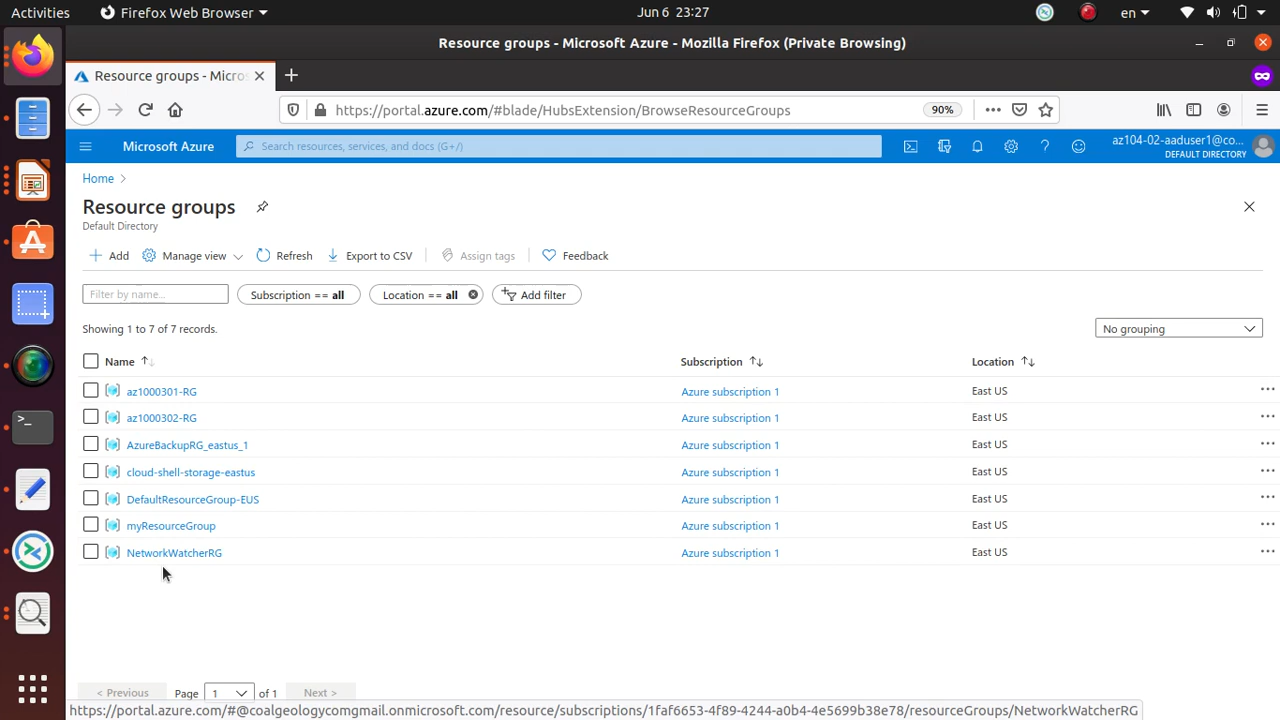 Activities
Firefox Web Browser
Jun 6 23:27
en
Resource groups - Microsoft Azure - Mozilla Firefox (Private Browsing)
Resource groups - Micros
https://portal.azure.com/#blade/HubsExtension/BrowseResourceGroups
90%
Microsoft Azure
Search resources, services, and docs (G+/)
az104-02-aaduser1@co...
DEFAULT DIRECTORY
Home
Resource groups
Default Directory
Add
Manage view
Refresh
Export to CSV
Assign tags
Feedback
Filter by name...
Subscription == all
Location == all
Add filter
Showing 1 to 7 of 7 records.
No grouping
Name
Subscription
Location
az1000301-RG Azure subscription 1 East US
az1000302-RG Azure subscription 1 East US
AzureBackupRG_eastus_1 Azure subscription 1 East US
cloud-shell-storage-eastus Azure subscription 1 East US
DefaultResourceGroup-EUS Azure subscription 1 East US
myResourceGroup Azure subscription 1 East US
NetworkWatcherRG Azure subscription 1 East US
< Previous
Page 1 of 1
Next >
https://portal.azure.com/#@coalgeologycomgmail.onmicrosoft.com/resource/subscriptions/1faf6653-4f89-4244-a0b4-4e5699b38e78/resourceGroups/NetworkWatcherRG